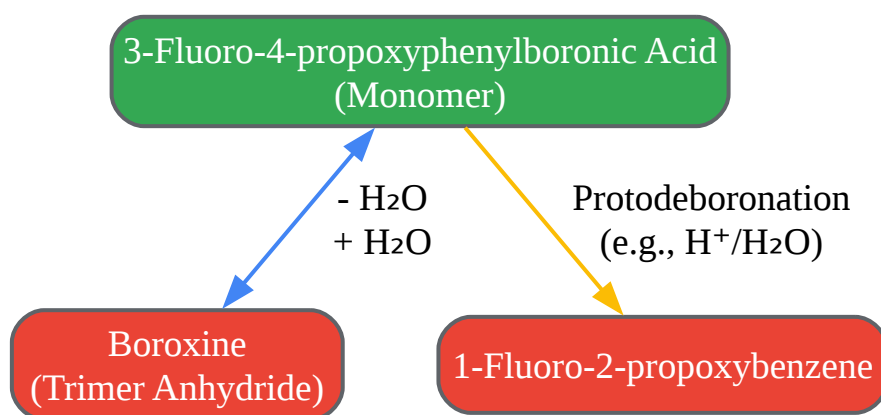 3-Fluoro-4-propoxyphenylboronic Acid
(Monomer)
- H₂O
+ H₂O
Protodeboronation
(e.g., H⁺/H₂O)
Boroxine
(Trimer Anhydride)
1-Fluoro-2-propoxybenzene